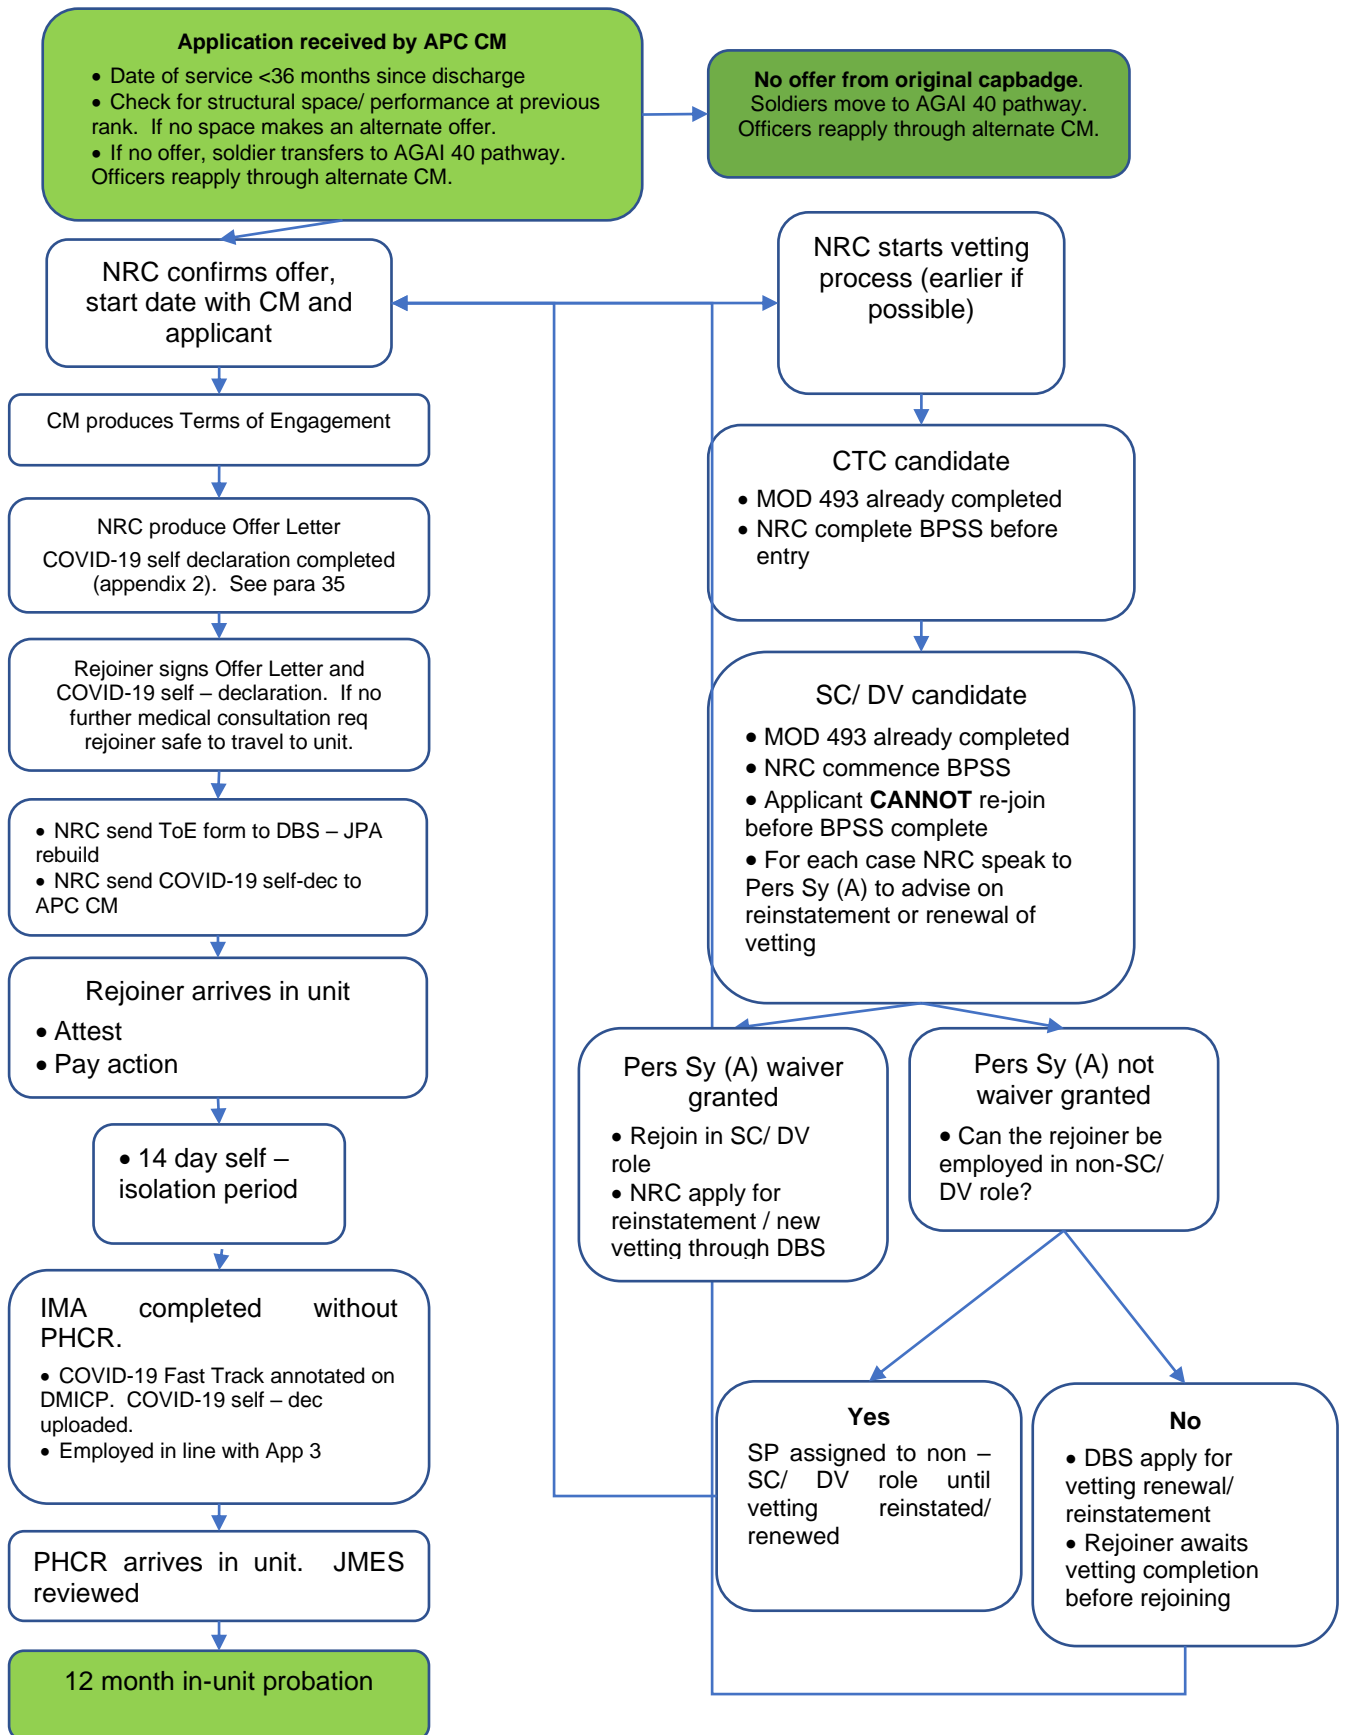 Application received by APC CM
• Date of service <36 months since discharge
• Check for structural space/ performance at previous
rank.  If no space makes an alternate offer.
• If no offer, soldier transfers to AGAI 40 pathway.
Officers reapply through alternate CM.
No offer from original capbadge.
Soldiers move to AGAI 40 pathway.
Officers reapply through alternate CM.
NRC confirms offer,
start date with CM and
applicant
CM produces Terms of Engagement
NRC produce Offer Letter
COVID-19 self declaration completed
(appendix 2).  See para 35
Rejoiner signs Offer Letter and
COVID-19 self – declaration.  If no
further medical consultation req
rejoiner safe to travel to unit.
• NRC send ToE form to DBS – JPA
rebuild
• NRC send COVID-19 self-dec to
APC CM
Rejoiner arrives in unit
• Attest
• Pay action
• 14 day self –
isolation period
IMA completed without
PHCR.
• COVID-19 Fast Track annotated on
DMICP.  COVID-19 self – dec
uploaded.
• Employed in line with App 3
PHCR arrives in unit.  JMES
reviewed
12 month in-unit probation
NRC starts vetting
process (earlier if
possible)
CTC candidate
• MOD 493 already completed
• NRC complete BPSS before
entry
SC/ DV candidate
• MOD 493 already completed
• NRC commence BPSS
• Applicant CANNOT re-join
before BPSS complete
• For each case NRC speak to
Pers Sy (A) to advise on
reinstatement or renewal of
vetting
Pers Sy (A) waiver
granted
• Rejoin in SC/ DV
role
• NRC apply for
reinstatement / new
vetting through DBS
Pers Sy (A) not
waiver granted
• Can the rejoiner be
employed in non-SC/
DV role?
Yes
SP assigned to non –
SC/ DV role until
vetting reinstated/
renewed
No
• DBS apply for
vetting renewal/
reinstatement
• Rejoiner awaits
vetting completion
before rejoining